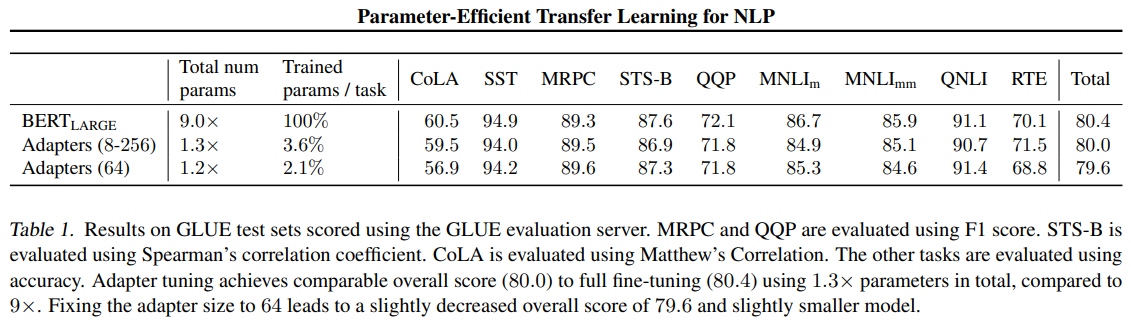 Parameter-Efficient Transfer Learning for NLP
Total num params Trained params / task CoLA SST MRPC STS-B QQP MNLIm MNLImm QNLI RTE Total
BERTLARGE 9.0× 100% 60.5 94.9 89.3 87.6 72.1 86.7 85.9 91.1 70.1 80.4
Adapters (8-256) 1.3× 3.6% 59.5 94.0 89.5 86.9 71.8 84.9 85.1 90.7 71.5 80.0
Adapters (64) 1.2× 2.1% 56.9 94.2 89.6 87.3 71.8 85.3 84.6 91.4 68.8 79.6
Table 1. Results on GLUE test sets scored using the GLUE evaluation server. MRPC and QQP are evaluated using F1 score. STS-B is
evaluated using Spearman's correlation coefficient. CoLA is evaluated using Matthew's Correlation. The other tasks are evaluated using
accuracy. Adapter tuning achieves comparable overall score (80.0) to full fine-tuning (80.4) using 1.3× parameters in total, compared to
9×. Fixing the adapter size to 64 leads to a slightly decreased overall score of 79.6 and slightly smaller model.